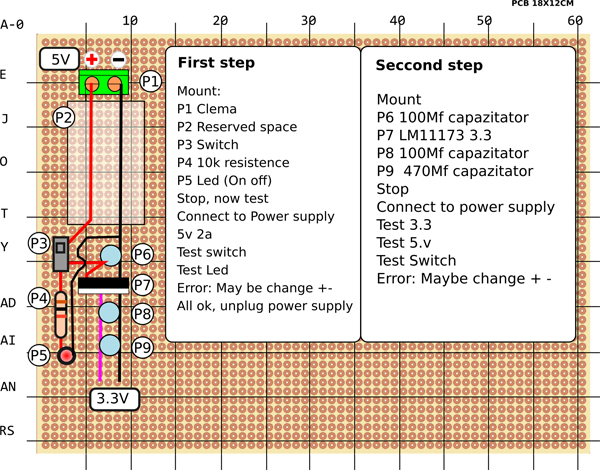 PCB 18X12CM
A-0
10
20
30
40
50
60
5V
+ -
E
P1
J
P2
O
T
Y
P3
P6
P7
AD
P4
P8
AI
P5
P9
AN
3.3V
RS
First step
Mount:
P1 Clema
P2 Reserved space
P3 Switch
P4 10k resistence
P5 Led (On off)
Stop, now test
Connect to Power supply
5v 2a
Test switch
Test Led
Error: May be change +-
All ok, unplug power supply
Seccond step
Mount
P6 100Mf capazitator
P7 LM11173 3.3
P8 100Mf capazitator
P9  470Mf capazitator
Stop
Connect to power supply
Test 3.3
Test 5.v
Test Switch
Error: Maybe change + -